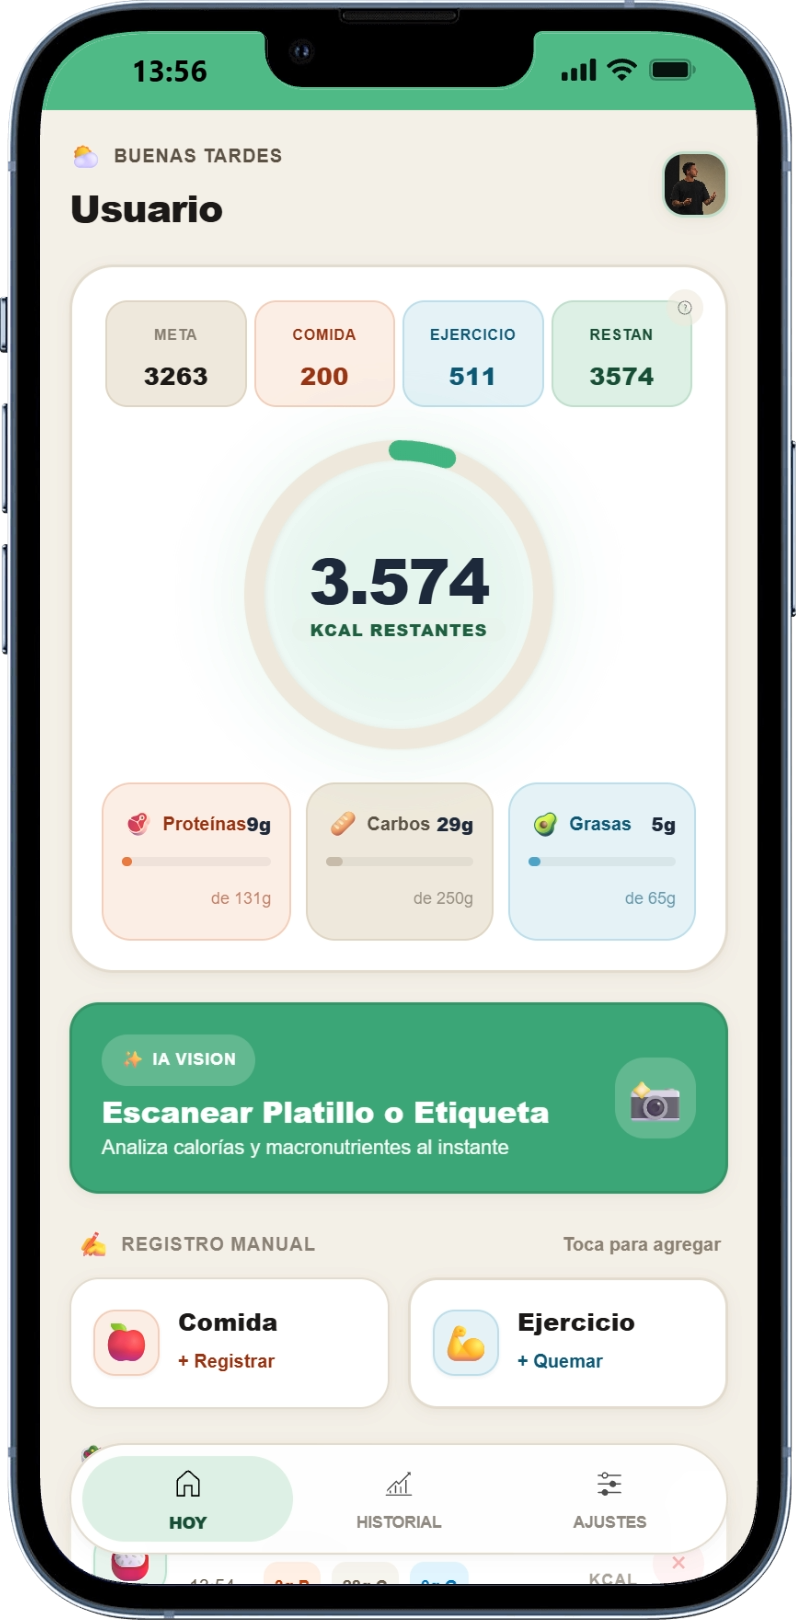 13:56
BUENAS TARDES
Usuario
META COMIDA EJERCICIO RESTAN
3263 200 511 3574
3.574
KCAL RESTANTES
Proteínas 9g Carbos 29g Grasas 5g
de 131g de 250g de 65g
IA VISION
Escanear Platillo o Etiqueta
Analiza calorías y macronutrientes al instante
REGISTRO MANUAL Toca para agregar
Comida Ejercicio
+ Registrar + Quemar
HOY HISTORIAL AJUSTES
KCAL